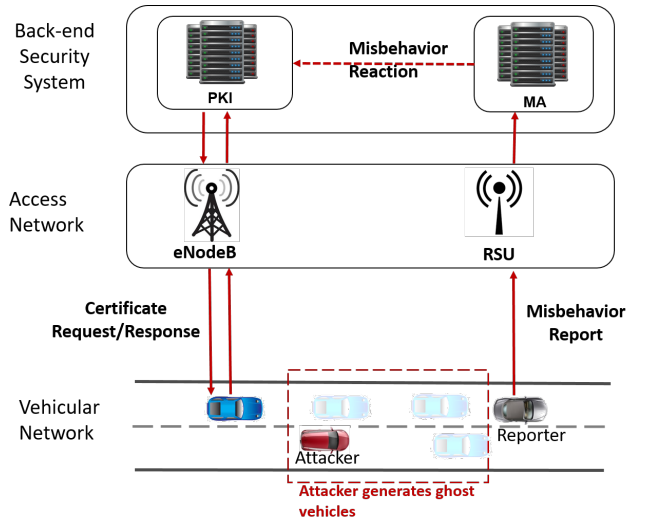 Back-end
Security
System
PKI
Misbehavior
Reaction
MA
Access
Network
eNodeB
RSU
Certificate
Request/Response
Misbehavior
Report
Vehicular
Network
Attacker
Reporter
Attacker generates ghost
vehicles